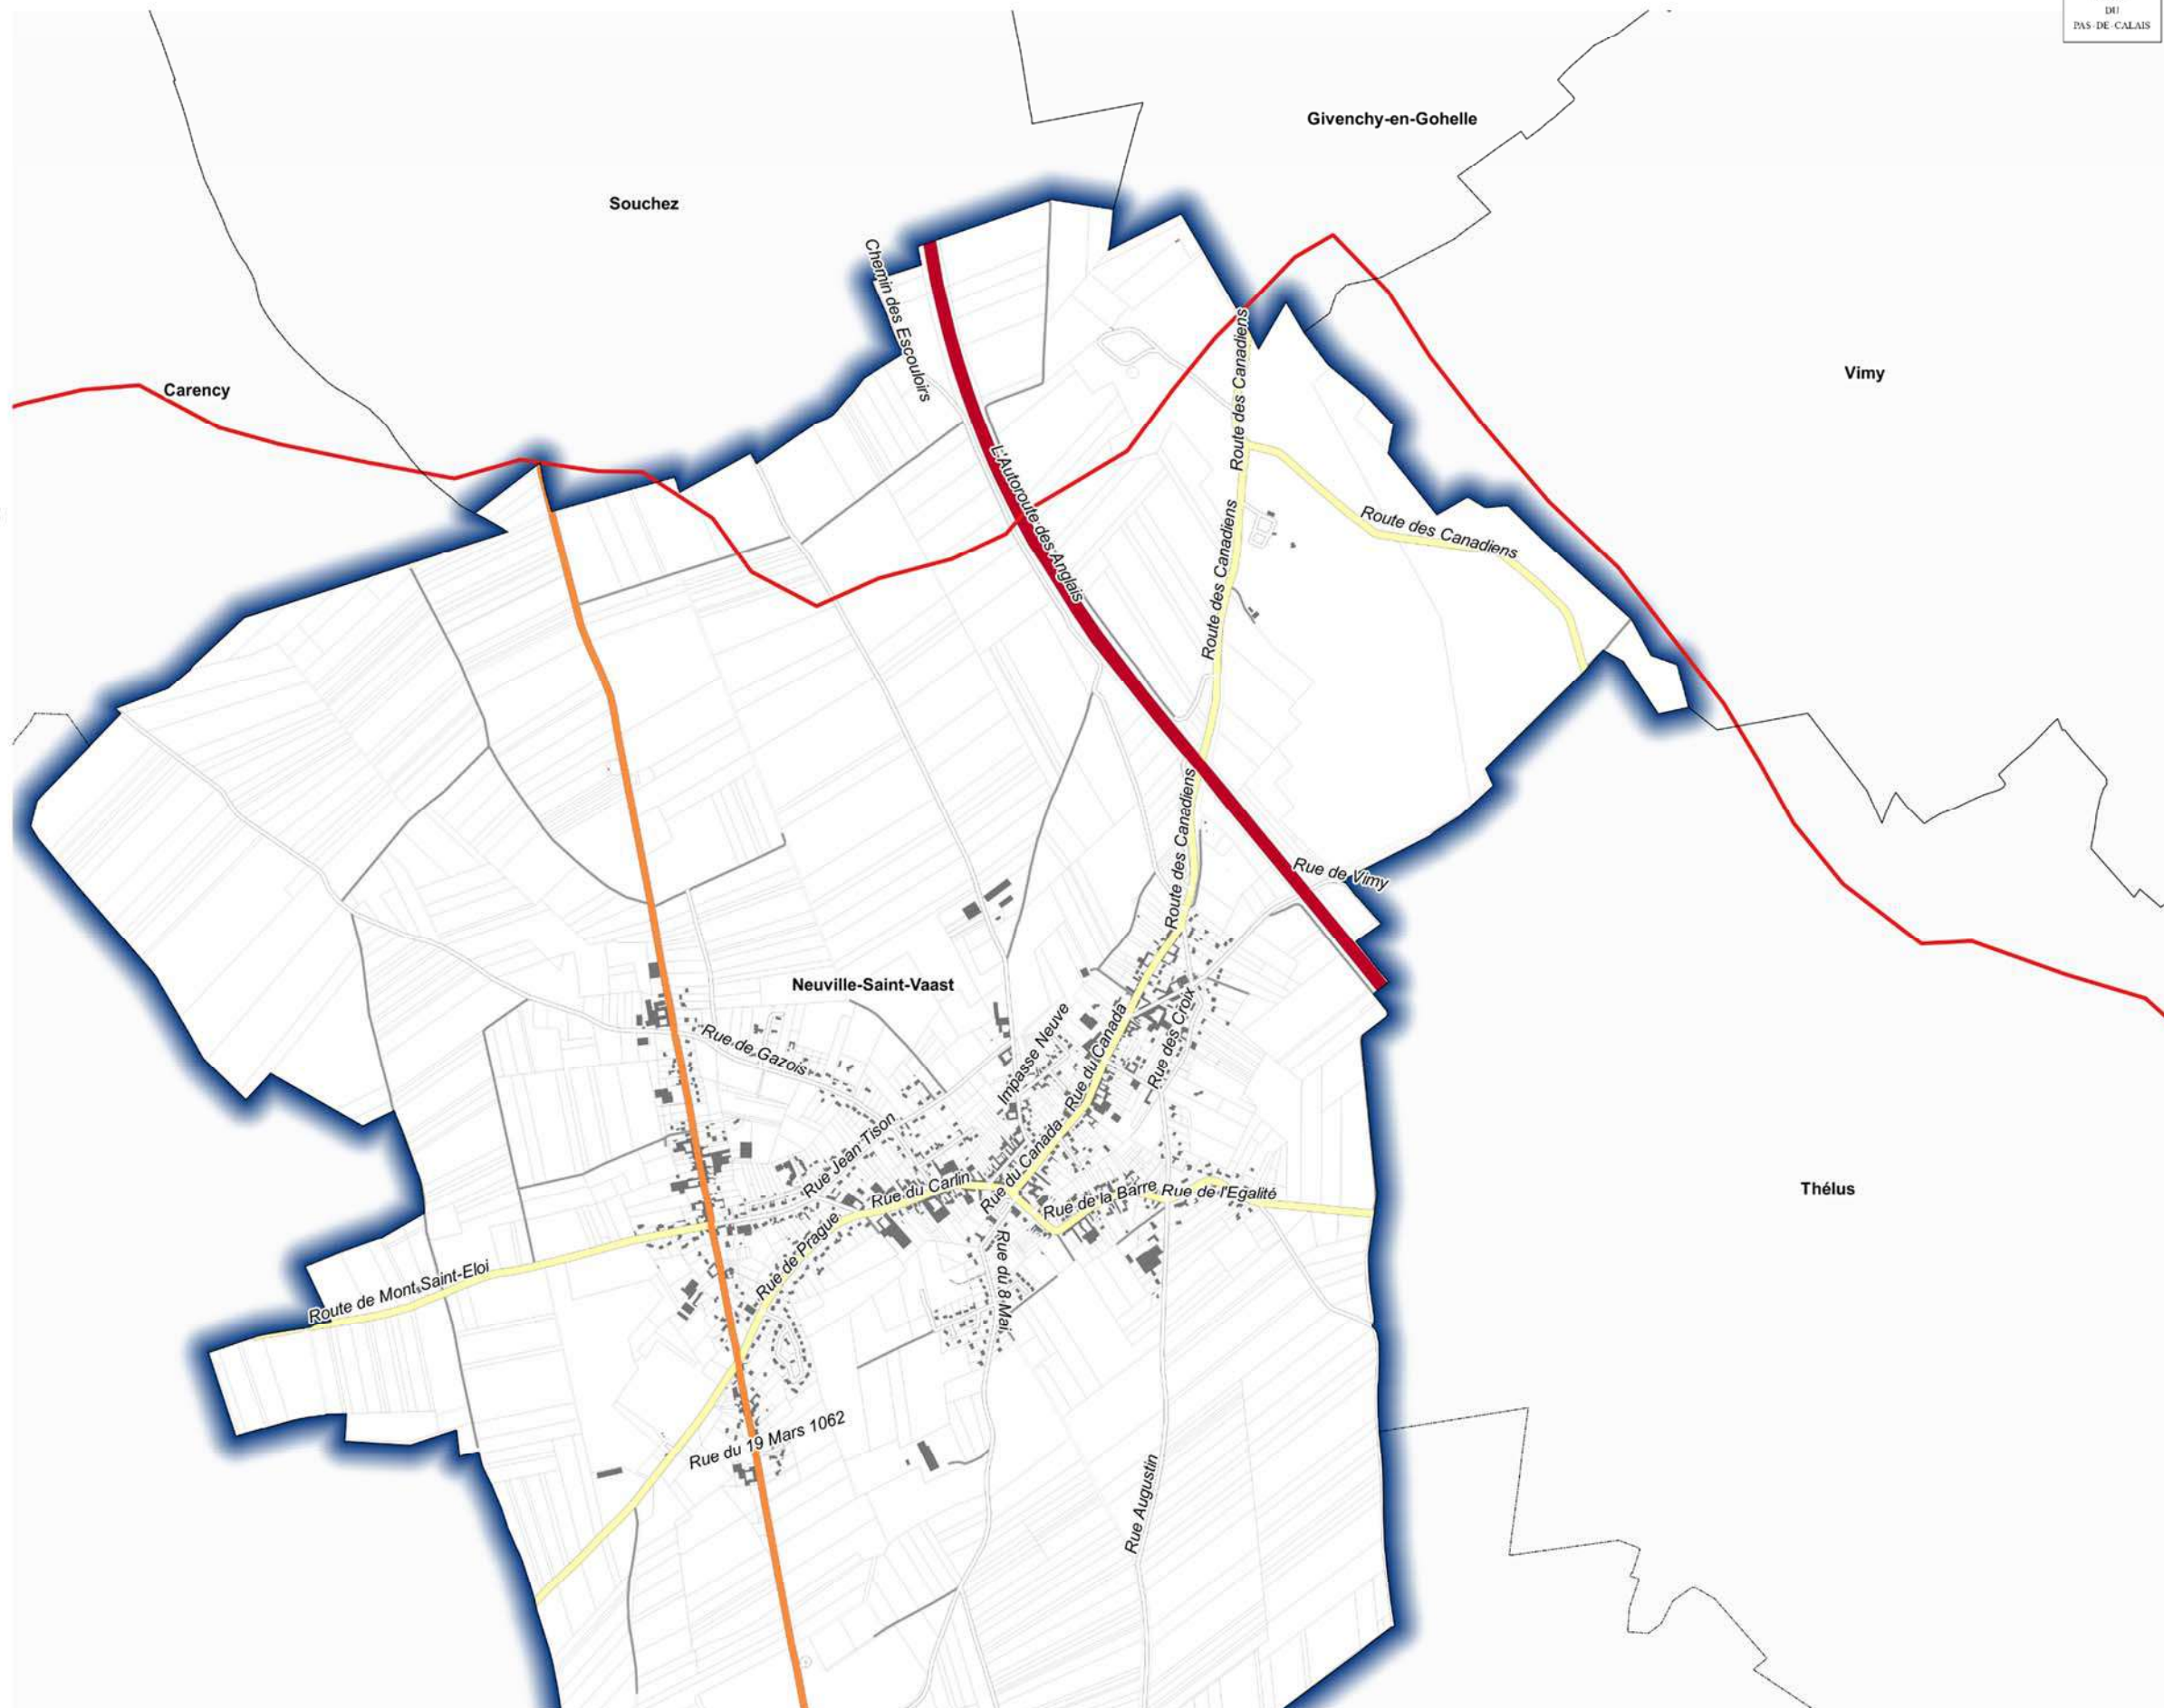 DU
PAS-DE-CALAIS
Givenchy-en-Gohelle
Souchez
Vimy
Carency
Chemin des Escouloirs
Route des Canadiens
L'Autoroute des Anglais
Route des Canadiens
Route des Canadiens
Route des Canadiens
Rue de Vimy
Neuville-Saint-Vaast
Rue de Gazois
Impasse Neuve
Rue du Canada
Rue des Croix
Rue Jean Tison
Rue du Canada
Rue du Carlin
Rue de la Barre
Rue de l'Egalité
Thélus
Rue de Prague
Rue du 8 Mai
Route de Mont Saint-Eloi
Rue du 19 Mars 1062
Rue Augustin